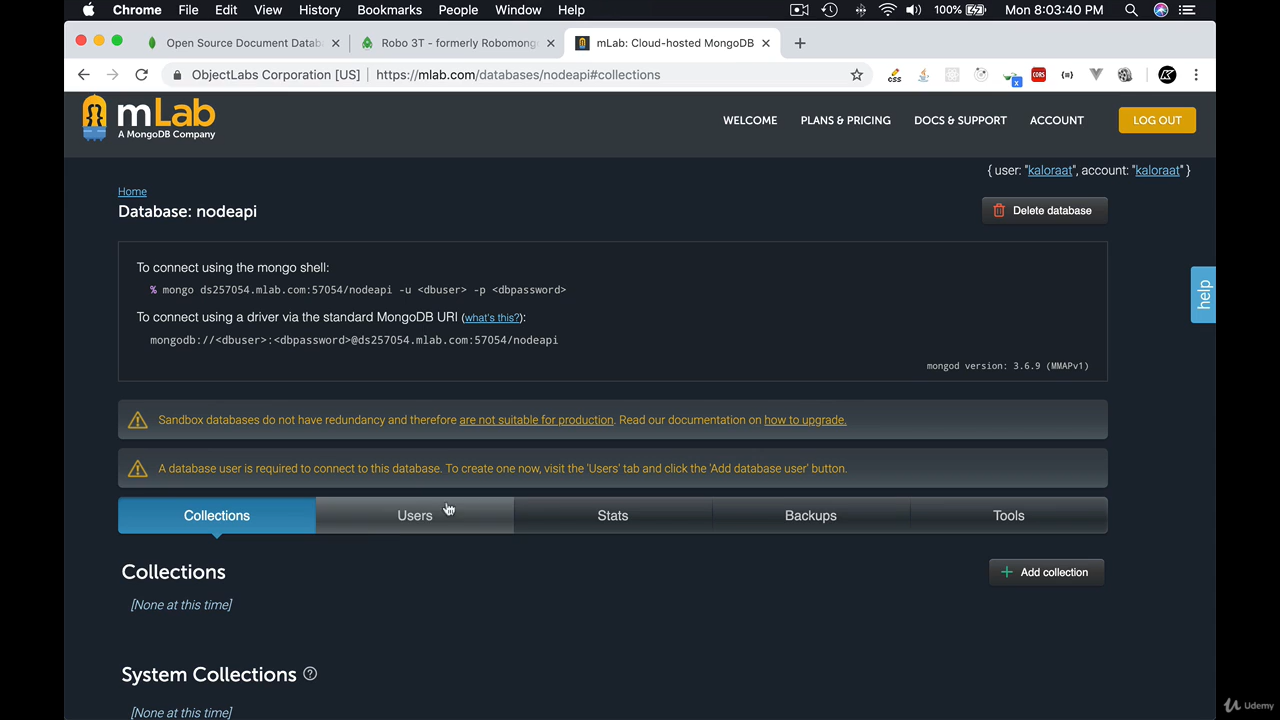 Chrome File Edit View History Bookmarks People Window Help 100% Mon 8:03:40 PM
Open Source Document Datab Robo 3T - formerly Robomong mLab: Cloud-hosted MongoDB
ObjectLabs Corporation [US] https://mlab.com/databases/nodeapi#collections
mLab
A MongoDB Company
WELCOME PLANS & PRICING DOCS & SUPPORT ACCOUNT LOG OUT
{ user: "kaloraat", account: "kaloraat" }
Home
Database: nodeapi
Delete database
To connect using the mongo shell:
% mongo ds257054.mlab.com:57054/nodeapi -u <dbuser> -p <dbpassword>
To connect using a driver via the standard MongoDB URI (what's this?):
mongodb://<dbuser>:<dbpassword>@ds257054.mlab.com:57054/nodeapi
mongod version: 3.6.9 (MMAPv1)
help
Sandbox databases do not have redundancy and therefore are not suitable for production. Read our documentation on how to upgrade.
A database user is required to connect to this database. To create one now, visit the 'Users' tab and click the 'Add database user' button.
Collections Users Stats Backups Tools
Collections
Add collection
[None at this time]
System Collections ?
[None at this time]
Udemy